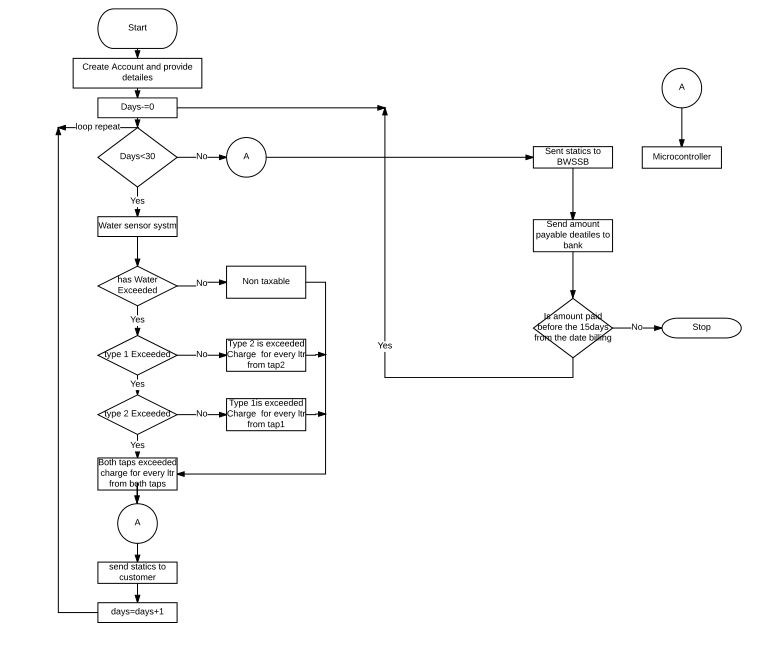 Start
Create Account and provide
detailes
Days-=0
loop repeat
Days<30
No
A
Yes
Water sensor systm
has Water
Exceeded
No
Non taxable
Yes
type 1 Exceeded
No
Type 2 is exceeded
Charge for every ltr
from tap2
Yes
type 2 Exceeded
No
Type 1is exceeded
Charge for every ltr
from tap1
Yes
Both taps exceeded
charge for every ltr
from both taps
A
send statics to
customer
days=days+1
Yes
Sent statics to
BWSSB
Send amount
payable deatiles to
bank
Is amount paid
before the 15days
from the date billing
No
Stop
A
Microcontroller